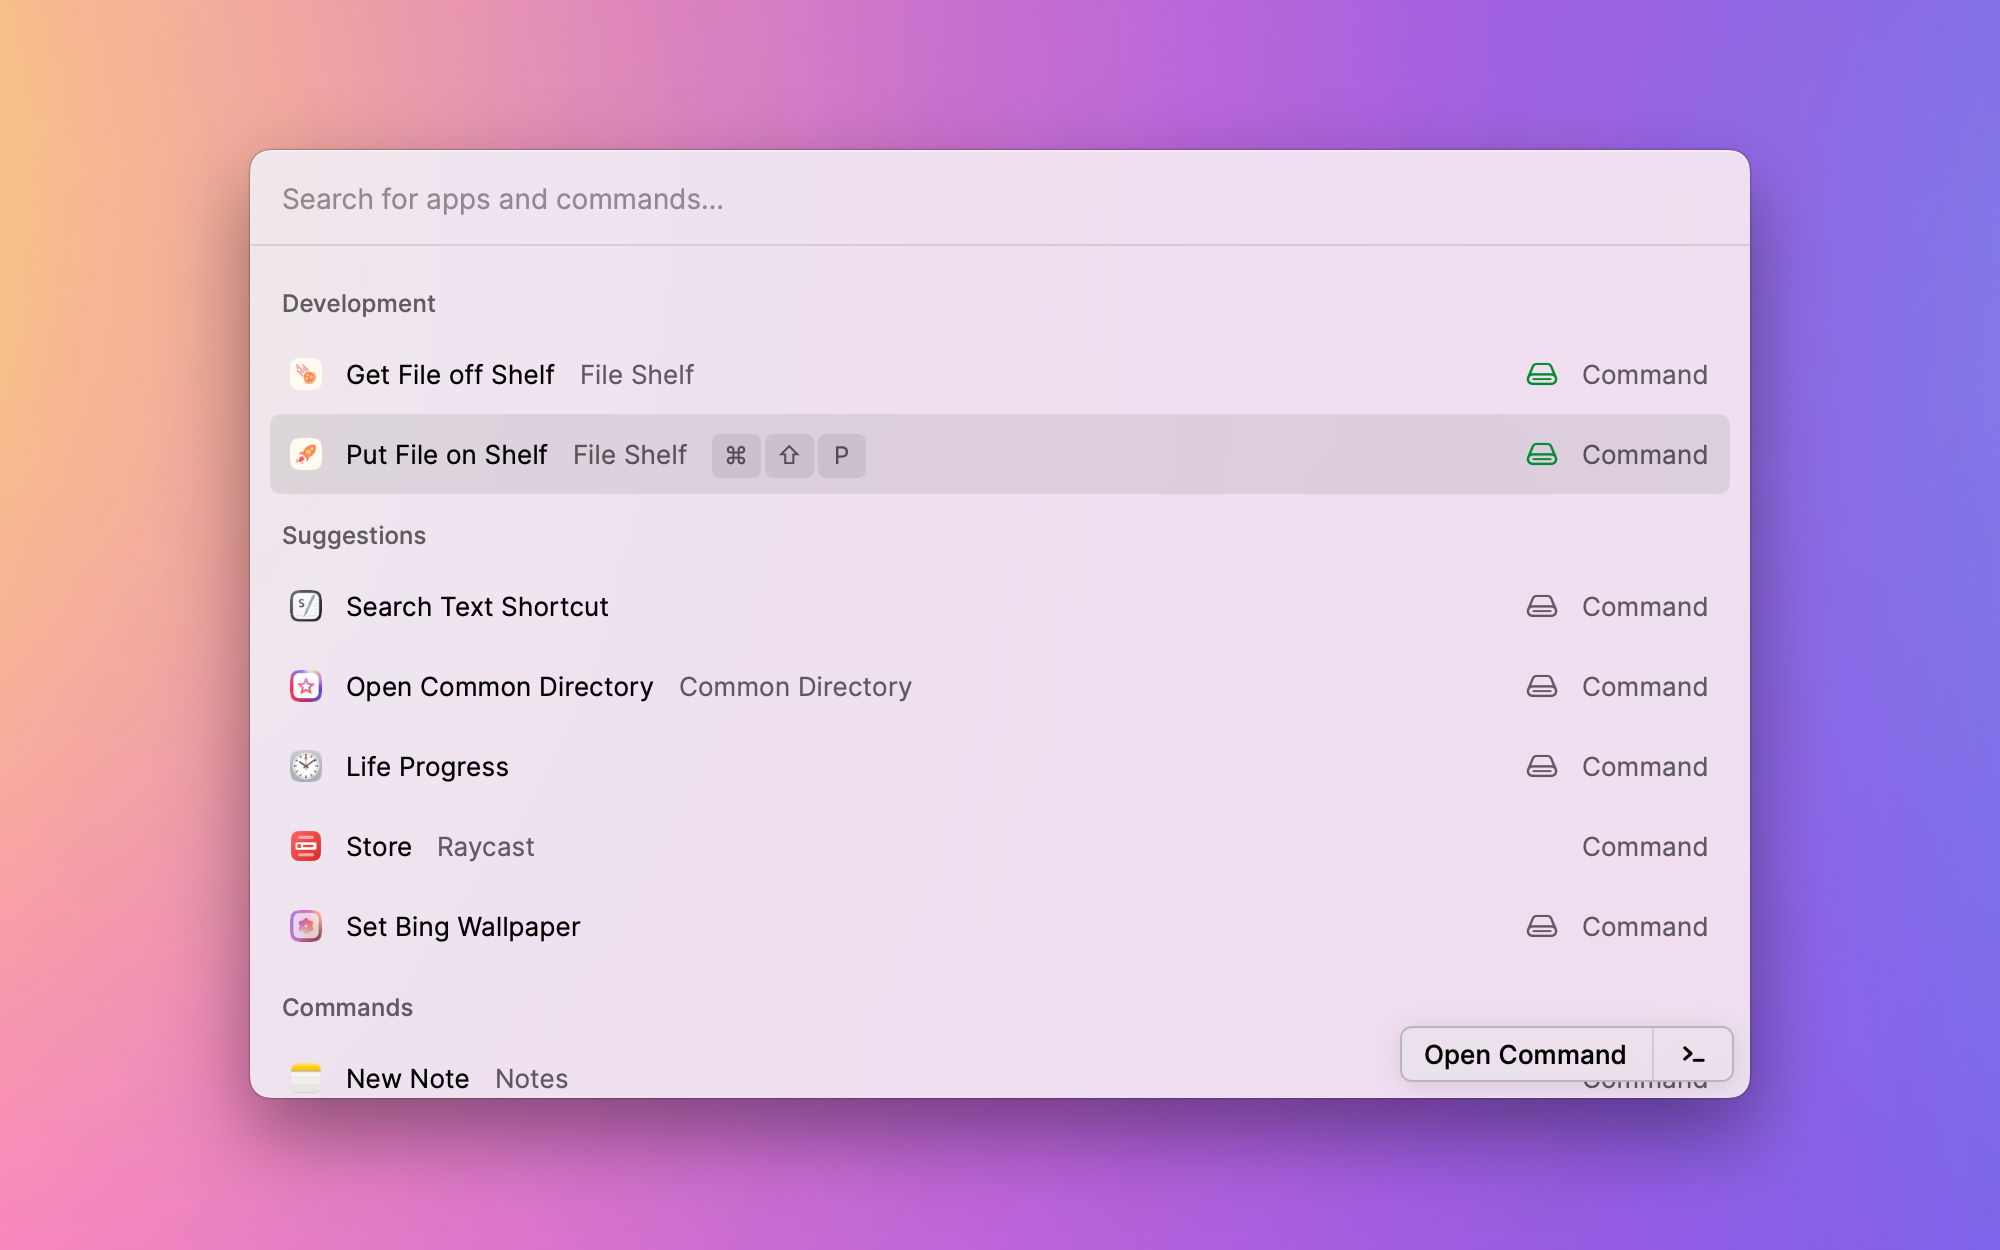 Search for apps and commands...
Development
Get File off Shelf File Shelf Command
Put File on Shelf File Shelf ⌘ ⇧ P Command
Suggestions
Search Text Shortcut Command
Open Common Directory Common Directory Command
Life Progress Command
Store Raycast Command
Set Bing Wallpaper Command
Commands
Open Command >_
New Note Notes Command